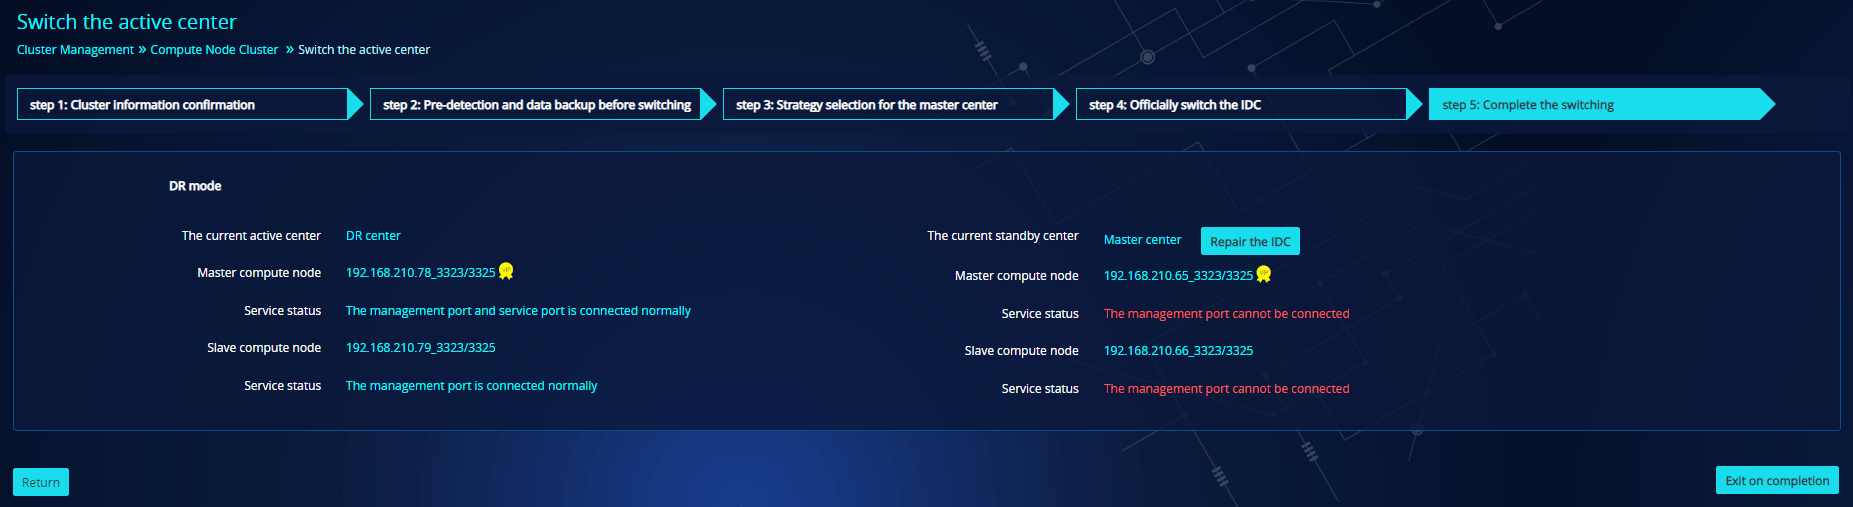 Switch the active center
Cluster Management » Compute Node Cluster » Switch the active center
step 1: Cluster information confirmation
step 2: Pre-detection and data backup before switching
step 3: Strategy selection for the master center
step 4: Officially switch the IDC
step 5: Complete the switching
DR mode
The current active center DR center
Master compute node 192.168.210.78_3323/3325 VIP
Service status The management port and service port is connected normally
Slave compute node 192.168.210.79_3323/3325
Service status The management port is connected normally
The current standby center Master center Repair the IDC
Master compute node 192.168.210.65_3323/3325 VIP
Service status The management port cannot be connected
Slave compute node 192.168.210.66_3323/3325
Service status The management port cannot be connected
Return
Exit on completion